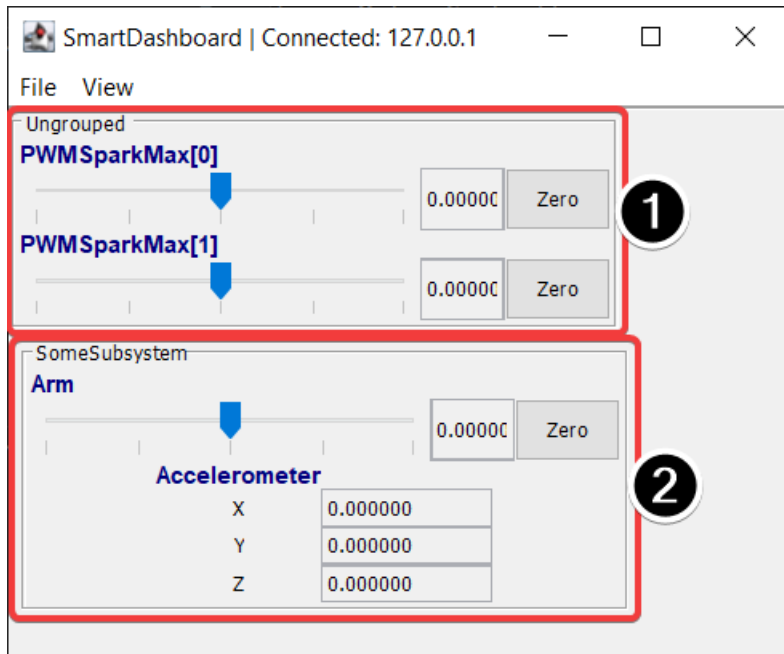 SmartDashboard | Connected: 127.0.0.1
File View
Ungrouped
PWMSparkMax[0]
0.00000 Zero
1
PWMSparkMax[1]
0.00000 Zero
SomeSubsystem
Arm
0.00000 Zero
2
Accelerometer
X 0.000000
Y 0.000000
Z 0.000000